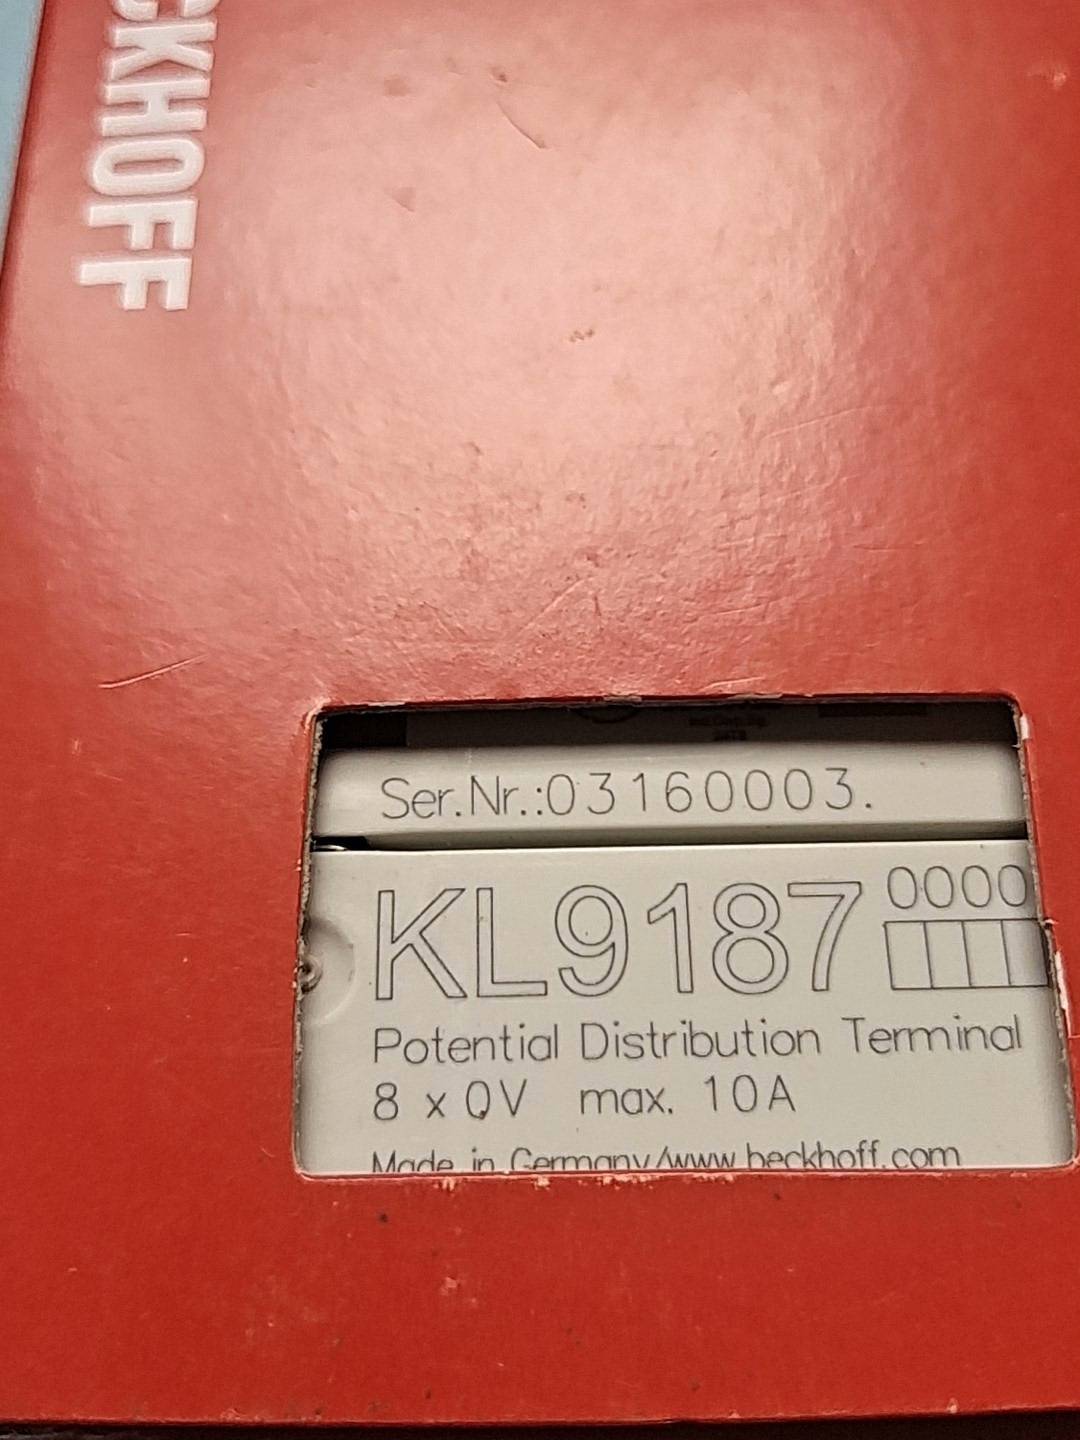 CKHOFF
Ser.Nr.:03160003.
KL9187 0000
Potential Distribution Terminal
8 x 0V max. 10A
Made in Germany/www.beckhoff.com